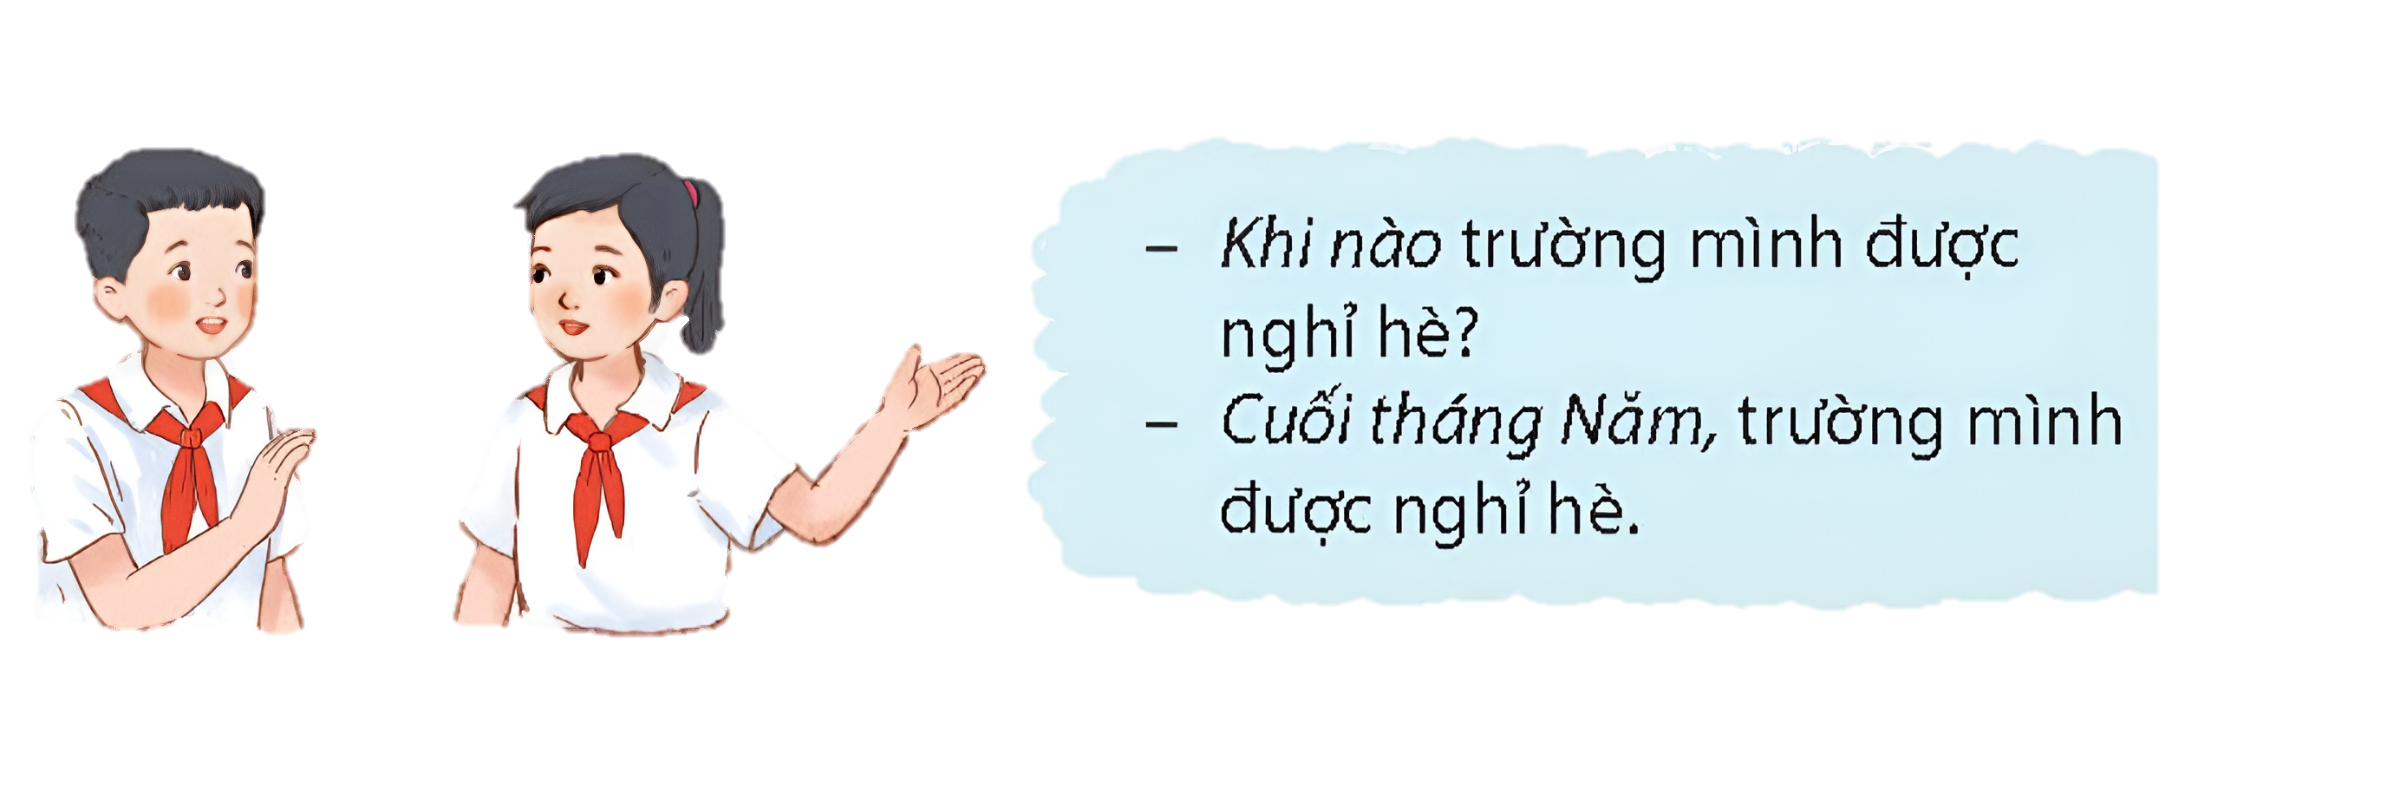 – Khi nào trường mình được
nghỉ hè?
– Cuối tháng Năm, trường mình
được nghỉ hè.